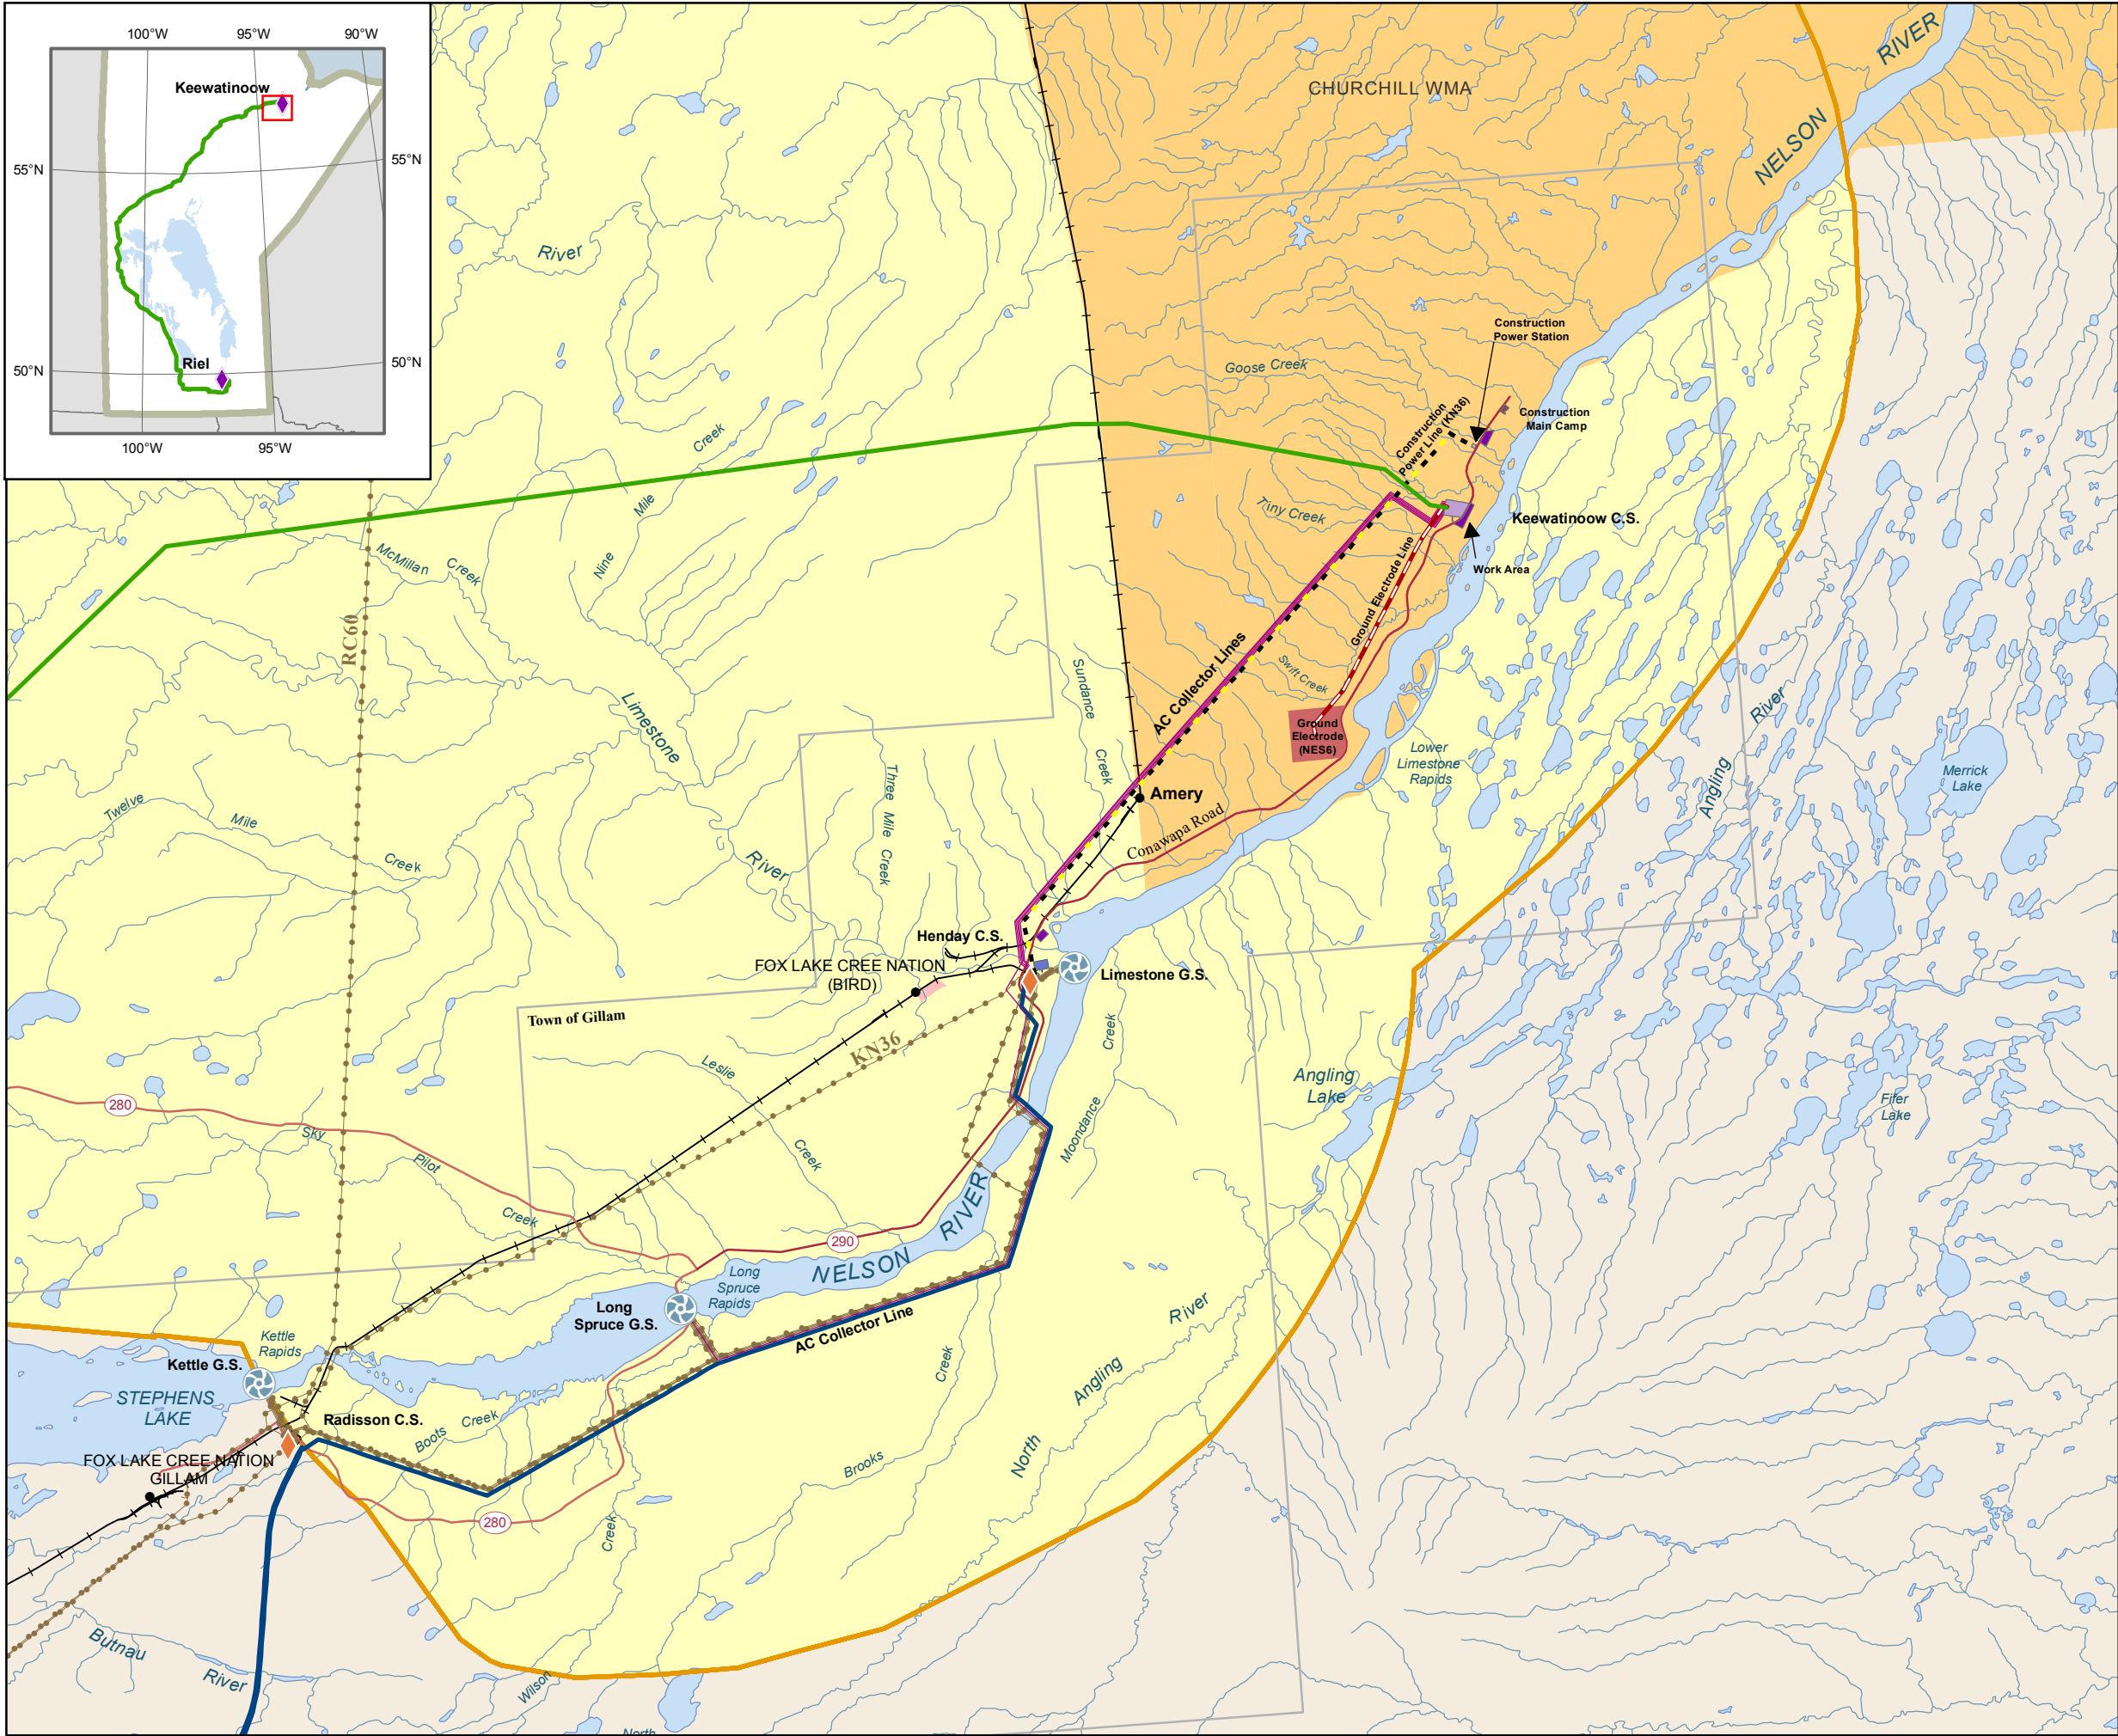 100°W
95°W
90°W
Keewatinoow
55°N
55°N
50°N
50°N
Riel
100°W
95°W
CHURCHILL WMA
RIVER
NELSON
River
Construction
Power Station
Goose Creek
Construction
Power Line (KN36)
Construction
Main Camp
Creek
Mile
Nine
Tiny Creek
Keewatinoow C.S.
Work Area
McMillan
Creek
RC60
Ground Electrode Line
AC Collector Lines
Swift Creek
Sundance
Creek
Limestone
River
Ground
Electrode
(NES6)
Lower
Limestone
Rapids
River
Angling
Merrick
Lake
Amery
Conawapa Road
Three
Mile
Creek
Twelve
Mile
Creek
Henday C.S.
FOX LAKE CREE NATION
(BIRD)
Limestone G.S.
Town of Gillam
KN36
Leslie
Creek
Creek
Moondance
Angling
Lake
Fifer
Lake
280
Sky
Pilot
Creek
290
NELSON
RIVER
Long
Spruce
Rapids
Long
Spruce G.S.
AC Collector Line
River
Angling
North
Kettle
Rapids
Kettle G.S.
STEPHENS
LAKE
Radisson C.S.
Boots
Creek
Creek
Brooks
FOX LAKE CREE NATION
GILLAM
280
Creek
Butnau
River
Wilson
North